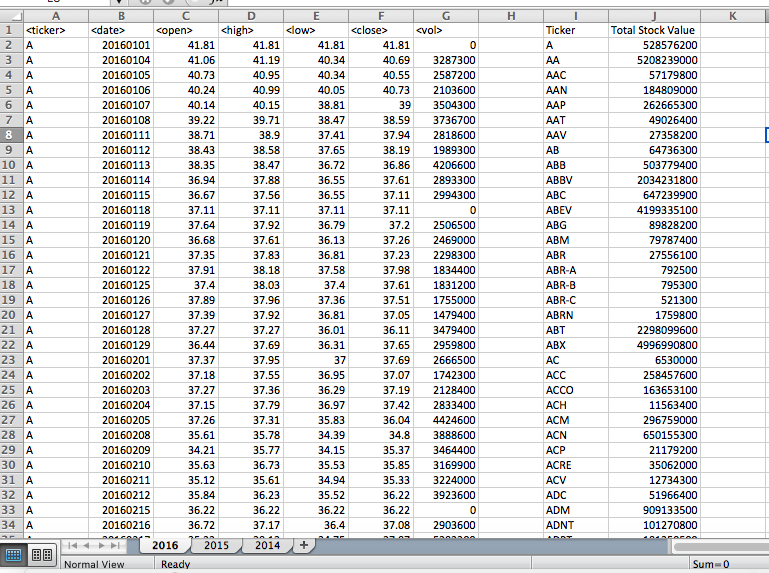 A B C D E F G H I J K
1 <ticker> <date> <open> <high> <low> <close> <vol> Ticker Total Stock Value
2 A 20160101 41.81 41.81 41.81 41.81 0 A 528576200
3 A 20160104 41.06 41.19 40.34 40.69 3287300 AA 5208239000
4 A 20160105 40.73 40.95 40.34 40.55 2587200 AAC 57179800
5 A 20160106 40.24 40.99 40.05 40.73 2103600 AAN 184809000
6 A 20160107 40.14 40.15 38.81 39 3504300 AAP 262665300
7 A 20160108 39.22 39.71 38.47 38.59 3736700 AAT 49026400
8 A 20160111 38.71 38.9 37.41 37.94 2818600 AAV 27358200
9 A 20160112 38.43 38.58 37.65 38.19 1989300 AB 64736300
10 A 20160113 38.35 38.47 36.72 36.86 4206600 ABB 503779400
11 A 20160114 36.94 37.88 36.55 37.61 2893300 ABBV 2034231800
12 A 20160115 36.67 37.56 36.55 37.11 2994300 ABC 647239900
13 A 20160118 37.11 37.11 37.11 37.11 0 ABEV 4199335100
14 A 20160119 37.64 37.92 36.79 37.2 2506500 ABG 89828200
15 A 20160120 36.68 37.61 36.13 37.26 2469000 ABM 79787400
16 A 20160121 37.35 37.83 36.81 37.23 2298300 ABR 27556100
17 A 20160122 37.91 38.18 37.58 37.98 1834400 ABR-A 792500
18 A 20160125 37.4 38.03 37.4 37.61 1831200 ABR-B 795300
19 A 20160126 37.89 37.96 37.36 37.51 1755000 ABR-C 521300
20 A 20160127 37.39 37.92 36.81 37.05 1479400 ABRN 1759800
21 A 20160128 37.27 37.27 36.01 36.11 3479400 ABT 2298099600
22 A 20160129 36.44 37.69 36.31 37.65 2959800 ABX 4996990800
23 A 20160201 37.37 37.95 37 37.69 2666500 AC 6530000
24 A 20160202 37.18 37.55 36.95 37.07 1742300 ACC 258457600
25 A 20160203 37.27 37.36 36.29 37.19 2128400 ACCO 163653100
26 A 20160204 37.15 37.79 36.97 37.42 2833400 ACH 11563400
27 A 20160205 37.26 37.31 35.83 36.04 4424600 ACM 296759000
28 A 20160208 35.61 35.78 34.39 34.8 3888600 ACN 650155300
29 A 20160209 34.21 35.77 34.15 35.37 3464400 ACP 21179200
30 A 20160210 35.63 36.73 35.53 35.85 3169900 ACRE 35062000
31 A 20160211 35.12 35.61 34.94 35.33 3224000 ACV 12734300
32 A 20160212 35.84 36.23 35.52 36.22 3923600 ADC 51966400
33 A 20160215 36.22 36.22 36.22 36.22 0 ADM 909133500
34 A 20160216 36.72 37.17 36.4 37.08 2903600 ADNT 101270800
2016 2015 2014 +
Normal View Ready Sum=0